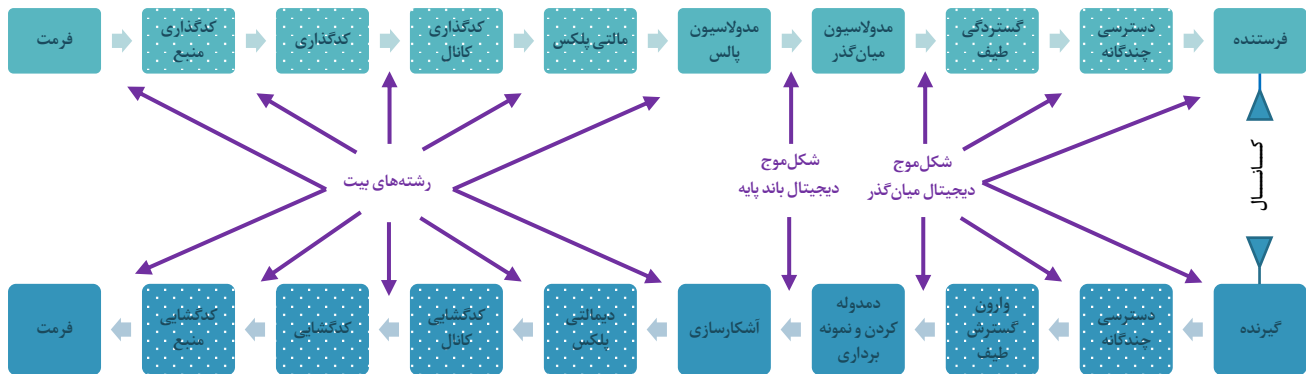 فرمت
کدگذاری
منبع
کدگذاری
کدگذاری
کانال
مالتی پلکس
مدولاسیون
پالس
مدولاسیون
میان‌گذر
گستردگی
طیف
دسترسی
چندگانه
فرستنده
رشته‌های بیت
شکل‌موج
دیجیتال باند پایه
شکل‌موج
دیجیتال میان‌گذر
کانال
فرمت
کدگشایی
منبع
کدگشایی
کدگشایی
کانال
دیمالتی
پلکس
آشکارسازی
دمدوله
کردن و نمونه
برداری
وارون
گسترش
طیف
دسترسی
چندگانه
گیرنده